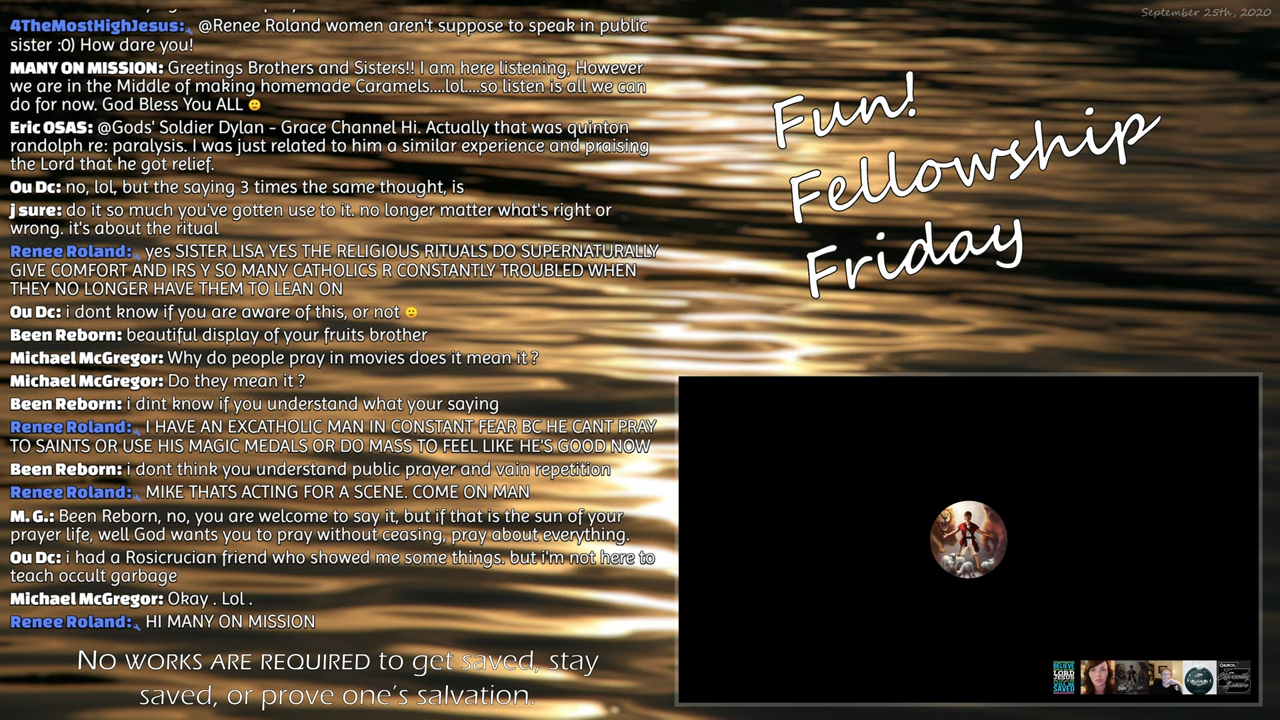 September 25th, 2020
4TheMostHighJesus: @Renee Roland women aren't suppose to speak in public
sister :0) How dare you!
MANY ON MISSION: Greetings Brothers and Sisters!! I am here listening, However
we are in the Middle of making homemade Caramels....lol....so listen is all we can
do for now. God Bless You ALL 🙂
Eric OSAS: @Gods' Soldier Dylan - Grace Channel Hi. Actually that was quinton
randolph re: paralysis. I was just related to him a similar experience and praising
the Lord that he got relief.
Ou Dc: no, lol, but the saying 3 times the same thought, is
j sure: do it so much you've gotten use to it. no longer matter what's right or
wrong. it's about the ritual
Renee Roland: yes SISTER LISA YES THE RELIGIOUS RITUALS DO SUPERNATURALLY
GIVE COMFORT AND IRS Y SO MANY CATHOLICS R CONSTANTLY TROUBLED WHEN
THEY NO LONGER HAVE THEM TO LEAN ON
Ou Dc: i dont know if you are aware of this, or not 🙂
Been Reborn: beautiful display of your fruits brother
Michael McGregor: Why do people pray in movies does it mean it ?
Michael McGregor: Do they mean it ?
Been Reborn: i dint know if you understand what your saying
Renee Roland: I HAVE AN EXCATHOLIC MAN IN CONSTANT FEAR BC HE CANT PRAY
TO SAINTS OR USE HIS MAGIC MEDALS OR DO MASS TO FEEL LIKE HE'S GOOD NOW
Been Reborn: i dont think you understand public prayer and vain repetition
Renee Roland: MIKE THATS ACTING FOR A SCENE. COME ON MAN
M. G.: Been Reborn, no, you are welcome to say it, but if that is the sun of your
prayer life, well God wants you to pray without ceasing, pray about everything.
Ou Dc: i had a Rosicrucian friend who showed me some things. but i'm not here to
teach occult garbage
Michael McGregor: Okay . Lol .
Renee Roland: HI MANY ON MISSION
No works are required to get saved, stay
saved, or prove one's salvation.
Fun!
Fellowship
Friday
BELIEVE
LORD
JESUS
SAVED
CHURCH